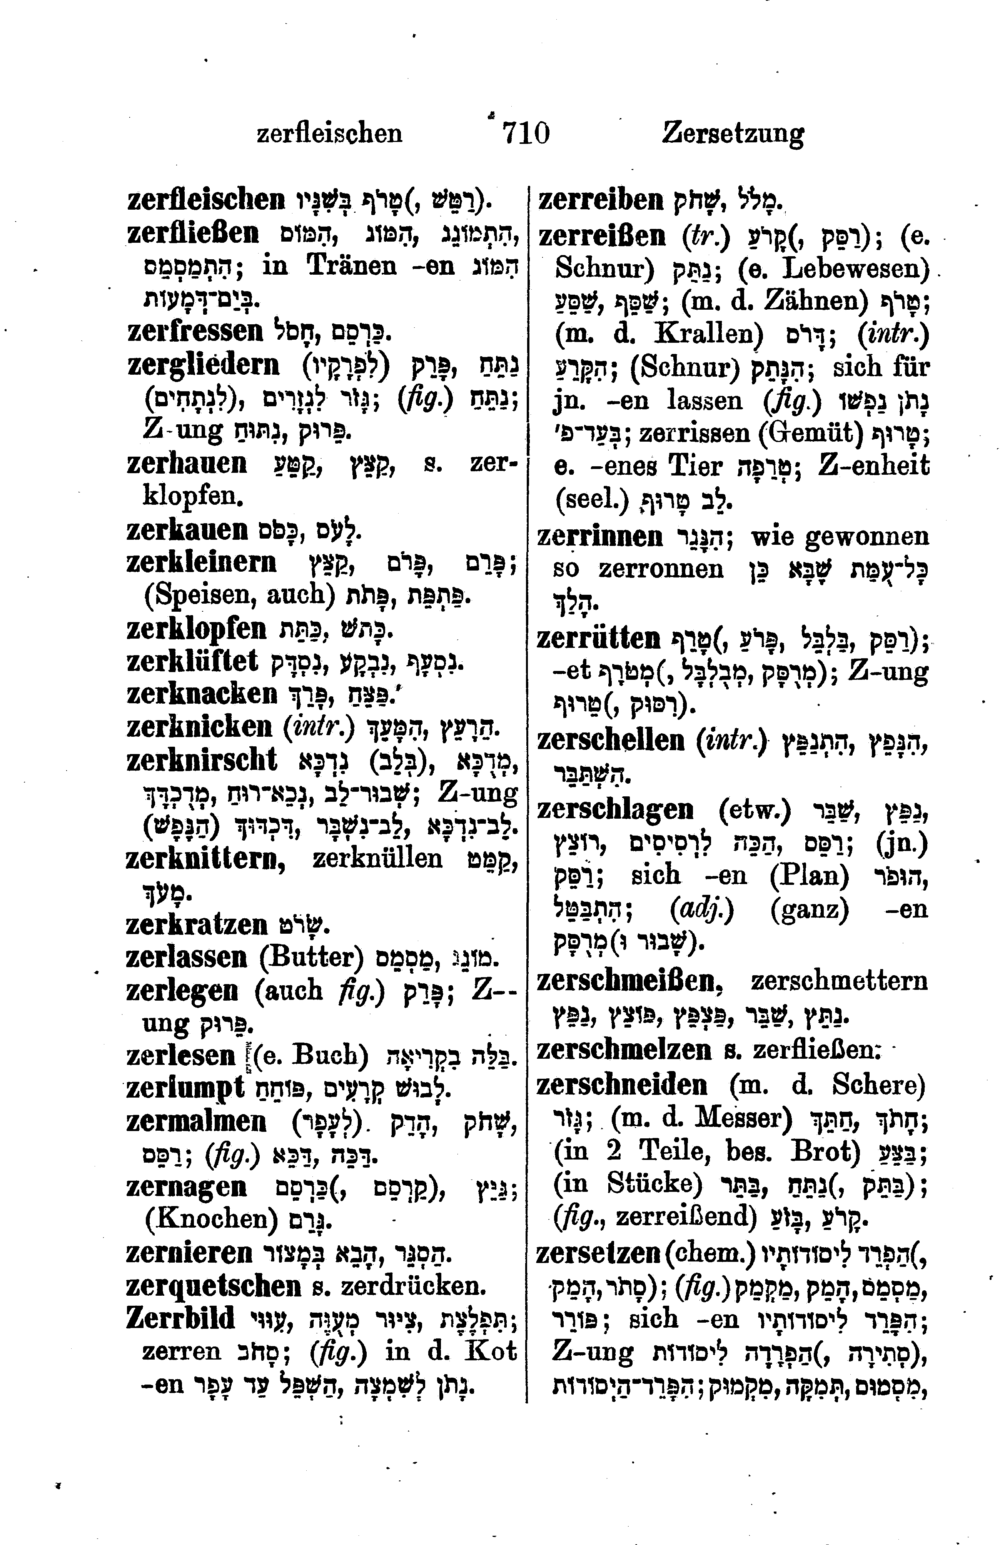 zerfleischen 710 Zersetzung
zerfleischen טָרֹף בְּשִׁנָּיו (, רַטֵּשׁ).
zerfließen הִמּוֹס, הִמּוֹג, הִתְמוֹגֵג,
הִתְמַסְמֵס; in Tränen -en הִמּוֹג
בְּיַם־דְּמָעוֹת.
zerfressen חָסֹל, כַּרְסֵם.
zergliedern נַתֵּחַ, פָּרֵק (לִפְרָקָיו)
(לִנְתָחִים), גָּזֹר לִגְזָרִים; (fig.) נַתֵּחַ;
Z-ung נִתּוּחַ, פֵּרוּק.
zerhauen קַצֵּץ, קַטֵּעַ, s. zer-
klopfen.
zerkauen לָעֹס, כָּסֹס.
zerkleinern קַצֵּץ, פָּרֹם, פָּרֵם;
(Speisen, auch) פָּתֹת, פַּתְפֵּת.
zerklopfen כָּתֹשׁ, כַּתֵּת.
zerklüftet נִסְדָּק, נִבְקָע, נִסְעָף.
zerknacken פַּצֵּחַ, פָּרֵךְ.
zerknicken (intr.) הֵרָעֵץ, הִמָּעֵךְ.
zerknirscht נִדְכָּא (בְּלֵב), מְדֻכָּא,
מְדֻכְדָּךְ, נְכֵא־רוּחַ, שְׁבוּר־לֵב; Z-ung
לֵב־נִדְכָּא, לֵב־נִשְׁבָּר, דִּכְדּוּךְ (הַנָּפֶשׁ).
zerknittern, zerknüllen קַמֵּט,
מָעֹךְ.
zerkratzen שָׂרֹט.
zerlassen (Butter) מַסְמֵס, מוֹגֵג.
zerlegen (auch fig.) פָּרֵק; Z--
ung פֵּרוּק.
zerlesen (e. Buch) בַּלֵּה בִקְרִיאָה.
zerlumpt לְבוּשׁ קְרָעִים, פּוֹחֵחַ.
zermalmen שָׁחֹק, הָדֵק (לְעָפָר).
רַסֵּס; (fig.) דַּכֵּה, דַּכֵּא.
zernagen כַּרְסֵם (, קַרְסֵם), גַּיֵּץ;
(Knochen) גָּרֵם.
zernieren הַסְגֵּר, הָבֵא בְּמָצוֹר.
zerquetschen s. zerdrücken.
Zerrbild תִּפְלֶצֶת, צִיּוּר מְעֻוֶּה, עִוּוּי;
zerren סָחֹב; (fig.) in d. Kot
-en נָתֹן לְשִׁמְצָה, הַשְׁפֵּל עַד עָפָר.
zerreiben מָלֹל, שָׁחֹק.
zerreißen (tr.) קָרֹעַ (, רַסֵּק); (e.
Schnur) נַתֵּק; (e. Lebewesen)
שַׁסֵּף, שַׁסֵּעַ; (m. d. Zähnen) טָרֹף;
(m. d. Krallen) דָּרֹס; (intr.)
הִקָּרֵעַ; (Schnur) הִנָּתֵק; sich für
jn. -en lassen (fig.) נָתֹן נַפְשׁוֹ
בְּעַד־פ'; zerrissen (Gemüt) טָרוּף;
e. -enes Tier טְרֵפָה; Z-enheit
(seel.) לֵב טָרוּף.
zerrinnen הִנָּגֵר; wie gewonnen
so zerronnen כָּל־עֻמַּת שֶׁבָּא כֵּן
הָלַךְ.
zerrütten טָרֵף (, בַּלְבֵּל, פָּרֹעַ, רַסֵּק);
-et מְטֹרָף (, מְבֻלְבָּל, מְרֻסָּק); Z-ung
טֵרוּף (, רִסּוּק).
zerschellen (intr.) הִנָּפֵץ, הִתְנַפֵּץ,
הִשְׁתַּבֵּר.
zerschlagen (etw.) שַׁבֵּר, נַפֵּץ,
רַסֵּס, הַכֵּה לִרְסִיסִים, רוֹצֵץ; (jn.)
רַסֵּק; sich -en (Plan) הוּפֹר,
הִתְבַּטֵּל; (adj.) (ganz) -en
(שָׁבוּר וּ) מְרֻסָּק.
zerschmeißen, zerschmettern
נַתֵּץ, שַׁבֵּר, פַּצְפֵּץ, פּוֹצֵץ, נַפֵּץ.
zerschmelzen s. zerfließen.
zerschneiden (m. d. Schere)
גָּזֹר; (m. d. Messer) חָתֹךְ, חַתֵּךְ;
(in 2 Teile, bes. Brot) בַּצֵּעַ;
(in Stücke) בַּתֵּר, נַתֵּחַ (, בַּתֵּק);
(fig., zerreißend) קָרֹעַ, בָּזֹעַ.
zersetzen (chem.) הַפְרֵד לִיסוֹדוֹתָיו (,
סָתֹר, הָמֵק); (fig.) מַסְמֵס, הָמֵק, מַקְמֵק,
פּוֹרֵר; sich -en הִפָּרֵד לִיסוֹדוֹתָיו;
Z-ung הַפְרָדָה לִיסוֹדוֹת (, סְתִירָה),
הִפָּרֵד־הַיְסוֹדוֹת; מִסְמוּס, תְּמִקָּה, מִקְמוּק,